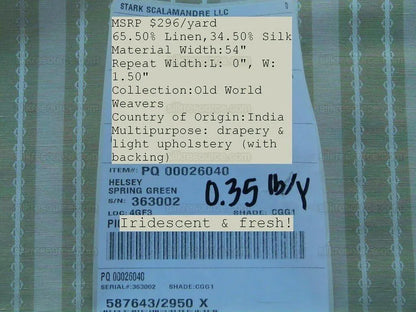 STARK SCALAMANDRE LLC
MSRP $296/yard
65.50% Linen,34.50% Silk
Material Width:54"
Repeat Width:L: 0", W:
1.50"
Collection:Old World
Weavers
Country of Origin:India
Multipurpose: drapery &
light upholstery (with
backing)
ITEM#: PQ 00026040
HELSEY
SPRING GREEN
S/N: 363002
0.35 lb/Y
LOC: 4GF3 SHADE: CGG1
Iridescent & fresh!
PQ 00026040
SERIAL#:363002 SHADE:CGG1
587643/2950 X